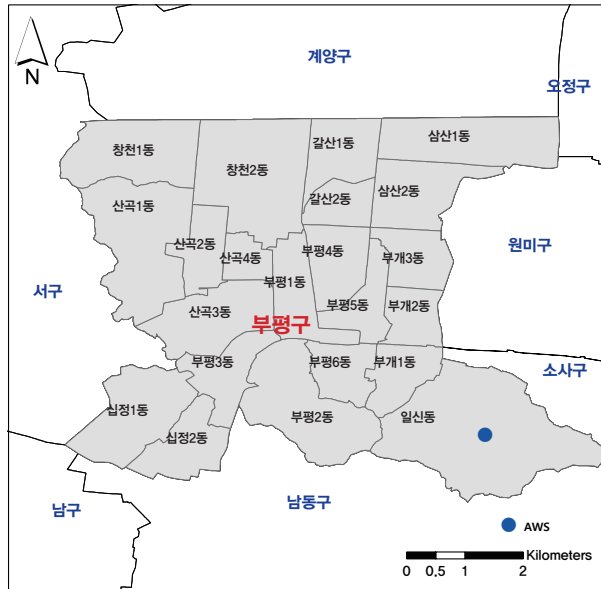 N
계양구
오정구
삼산1동
갈산1동
창천1동
창천2동
삼산2동
갈산2동
산곡1동
산곡2동
부평4동
원미구
산곡4동
부개3동
부평1동
서구
부평5동
부개2동
산곡3동
부평구
부평3동
부평6동
부개1동
소사구
십정1동
부평2동
일신동
십정2동
남구
남동구
AWS
Kilometers
0 0.5 1 2